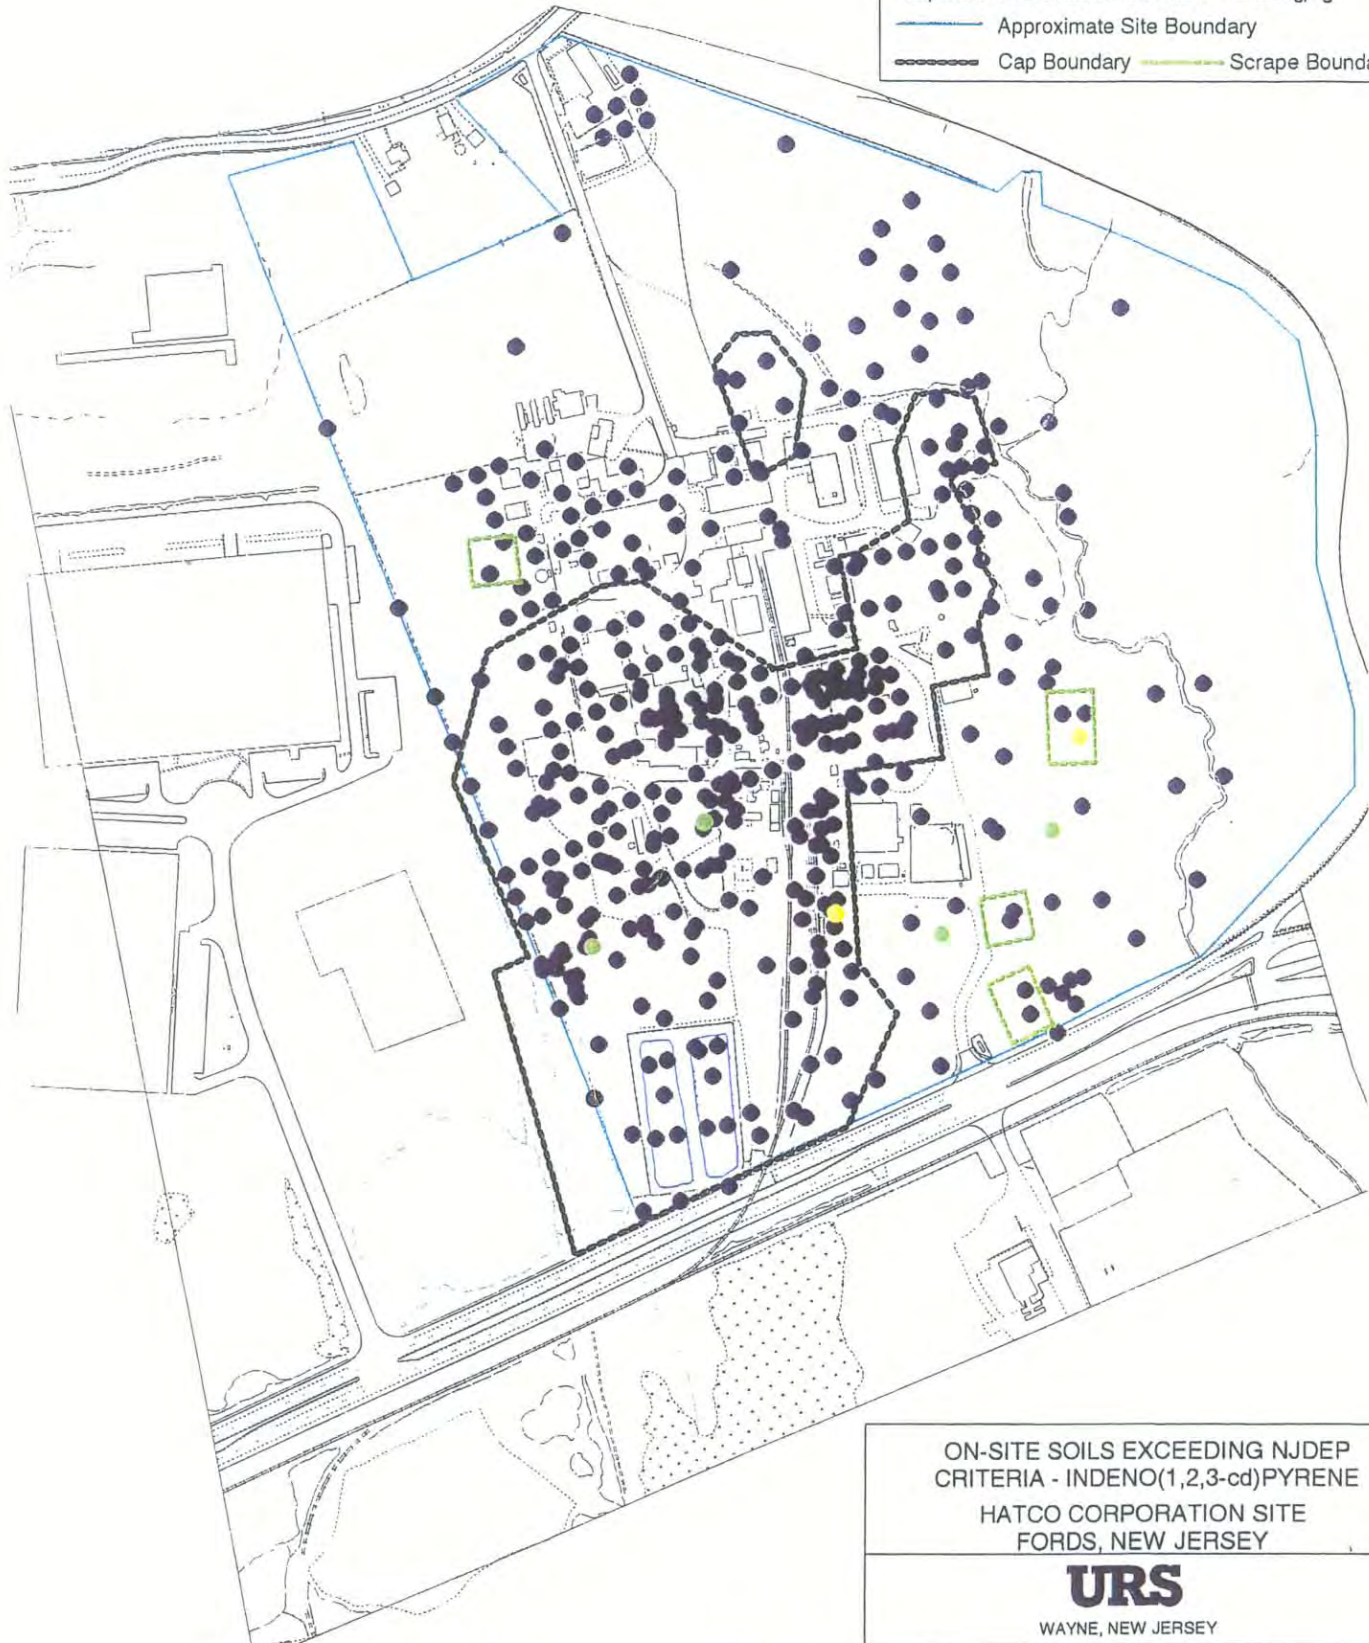 Approximate Site Boundary
Cap Boundary Scrape
ON-SITE SOILS EXCEEDING NJDEP
CRITERIA - INDENO(1,2,3-cd)PYRENE
HATCO CORPORATION SITE
FORDS, NEW JERSEY
URS
WAYNE, NEW JERSEY